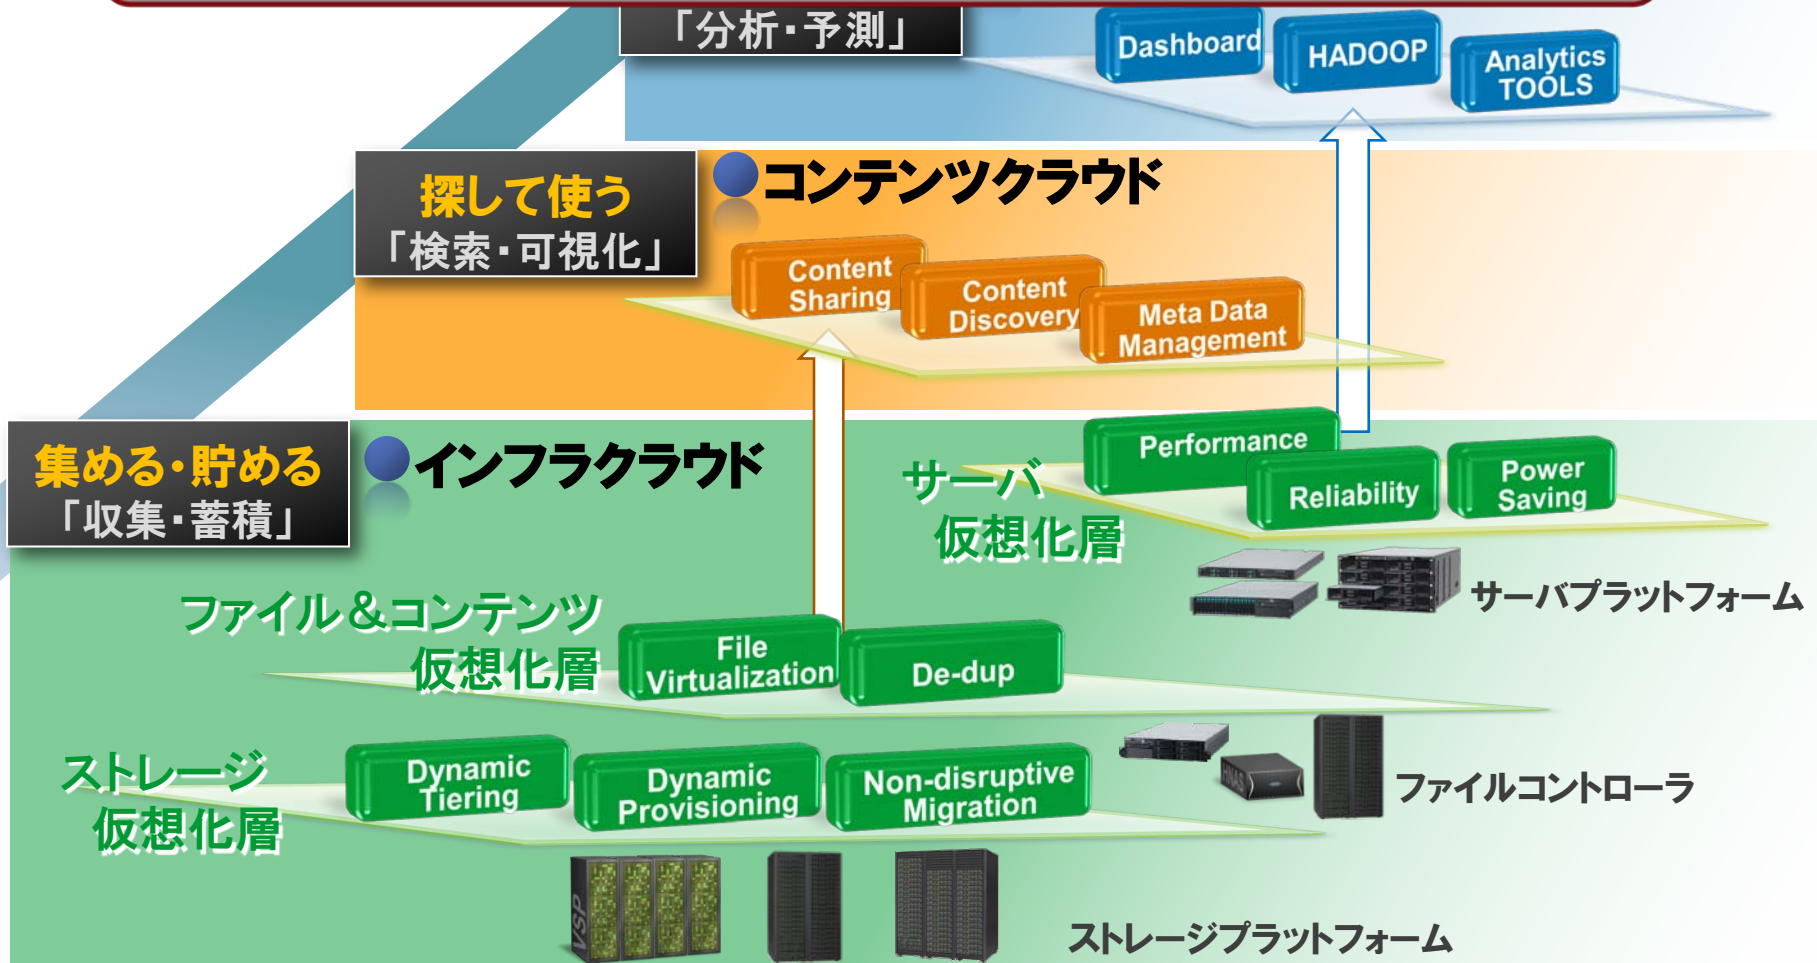 「分析・予測」
Dashboard
HADOOP
Analytics
TOOLS
探して使う
「検索・可視化」
コンテンツクラウド
Content
Sharing
Content
Discovery
Meta Data
Management
集める・貯める
「収集・蓄積」
インフラクラウド
サーバ
仮想化層
Performance
Reliability
Power
Saving
サーバプラットフォーム
ファイル＆コンテンツ
仮想化層
File
Virtualization
De-dup
HNAS
ファイルコントローラ
ストレージ
仮想化層
Dynamic
Tiering
Dynamic
Provisioning
Non-disruptive
Migration
VSP
ストレージプラットフォーム